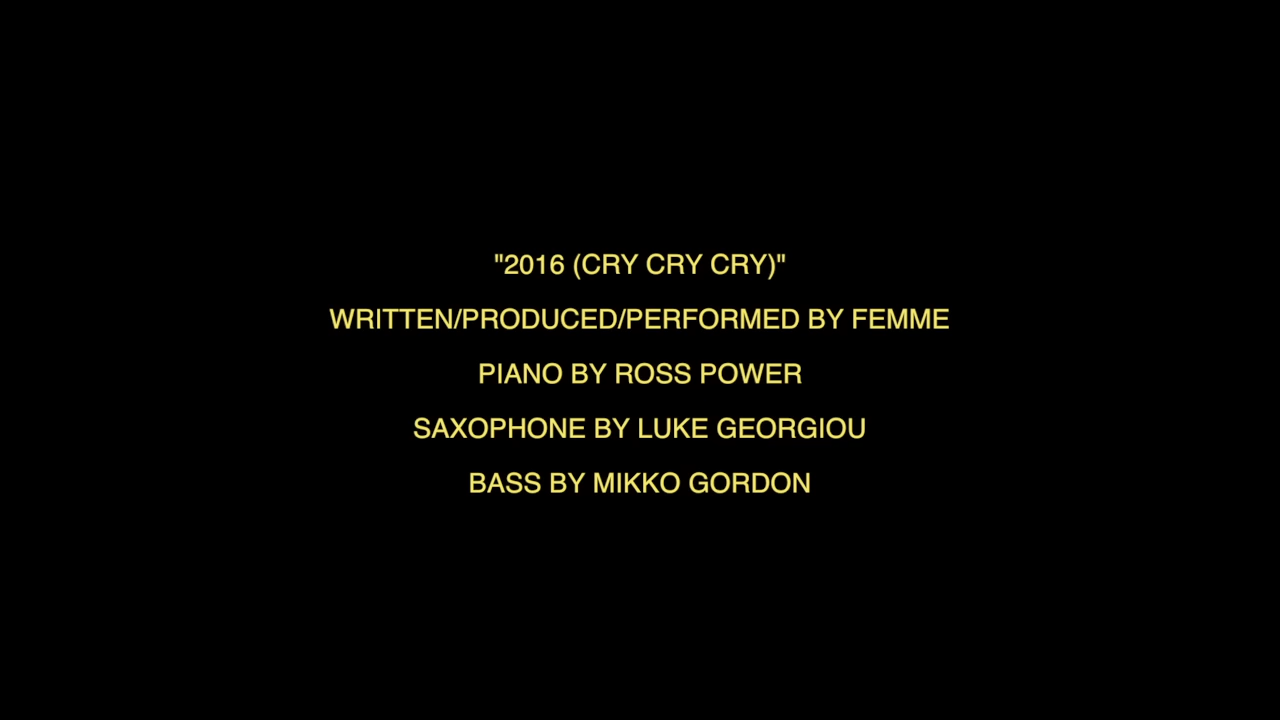 "2016 (CRY CRY CRY)"
WRITTEN/PRODUCED/PERFORMED BY FEMME
PIANO BY ROSS POWER
SAXOPHONE BY LUKE GEORGIOU
BASS BY MIKKO GORDON